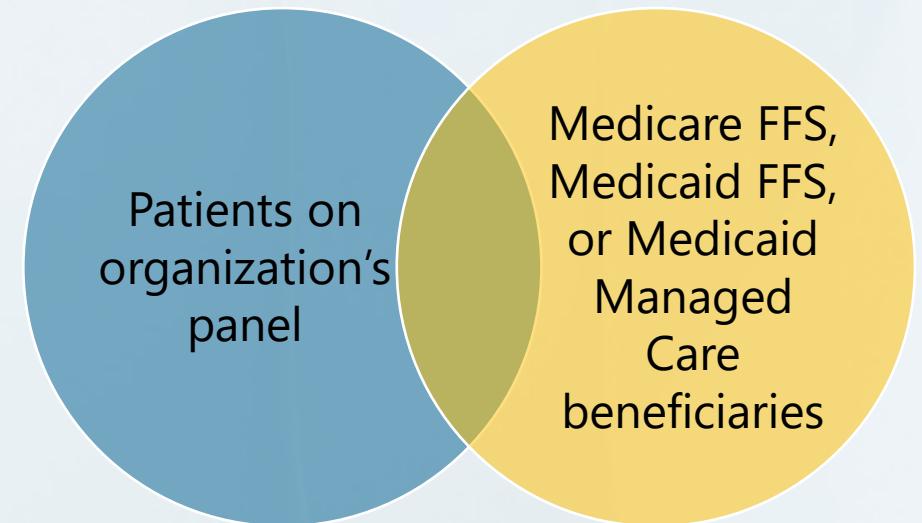 Patients on
organization’s
panel
Medicare FFS,
Medicaid FFS,
or Medicaid
Managed
Care
beneficiaries